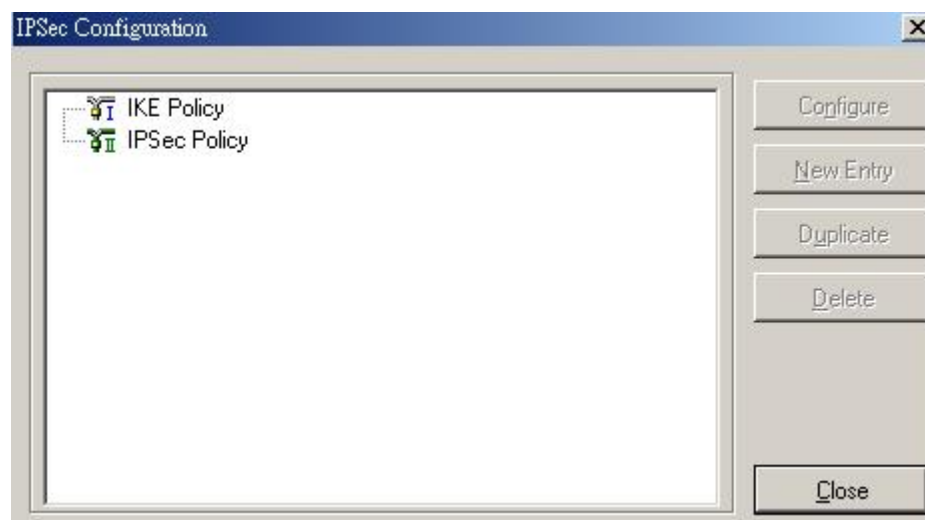 IPSec Configuration
IKE Policy
IPSec Policy
Configure
New Entry
Duplicate
Delete
Close